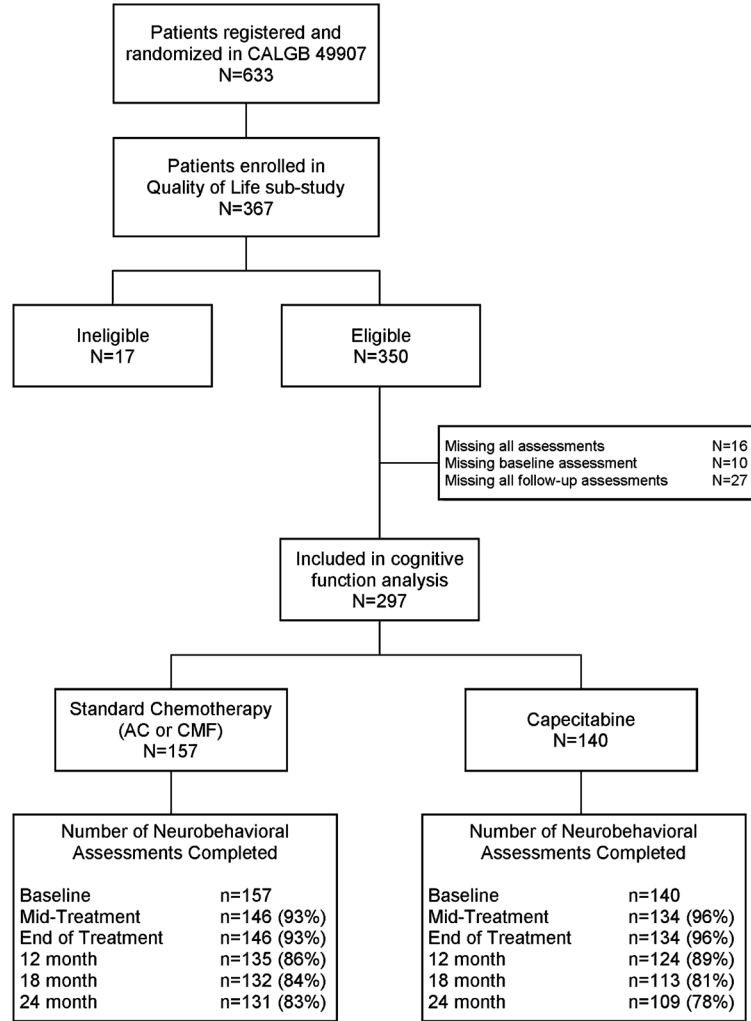 Patients registered and
randomized in CALGB 49907
N=633
Patients enrolled in
Quality of Life sub-study
N=367
Ineligible
N=17
Eligible
N=350
Missing all assessments N=16
Missing baseline assessment N=10
Missing all follow-up assessments N=27
Included in cognitive
function analysis
N=297
Standard Chemotherapy
(AC or CMF)
N=157
Capecitabine
N=140
Number of Neurobehavioral
Assessments Completed
Baseline n=157
Mid-Treatment n=146 (93%)
End of Treatment n=146 (93%)
12 month n=135 (86%)
18 month n=132 (84%)
24 month n=131 (83%)
Number of Neurobehavioral
Assessments Completed
Baseline n=140
Mid-Treatment n=134 (96%)
End of Treatment n=134 (96%)
12 month n=124 (89%)
18 month n=113 (81%)
24 month n=109 (78%)